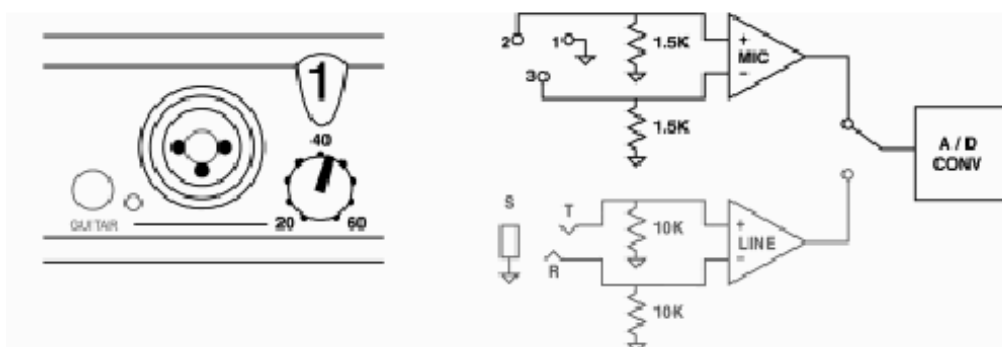 1
40
20
60
GUITAR
2
1
3
1.5K
+
MIC
-
1.5K
A / D
CONV
S
T
R
10K
+
LINE
-
10K